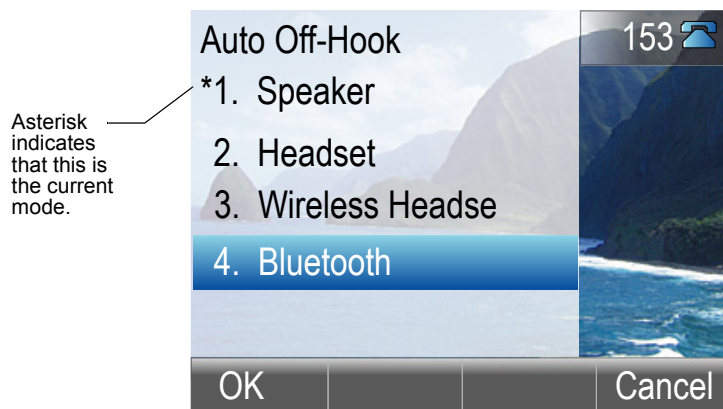 Auto Off-Hook
153
*1. Speaker
2. Headset
3. Wireless Headse
4. Bluetooth
OK
Cancel
Asterisk
indicates
that this is
the current
mode.